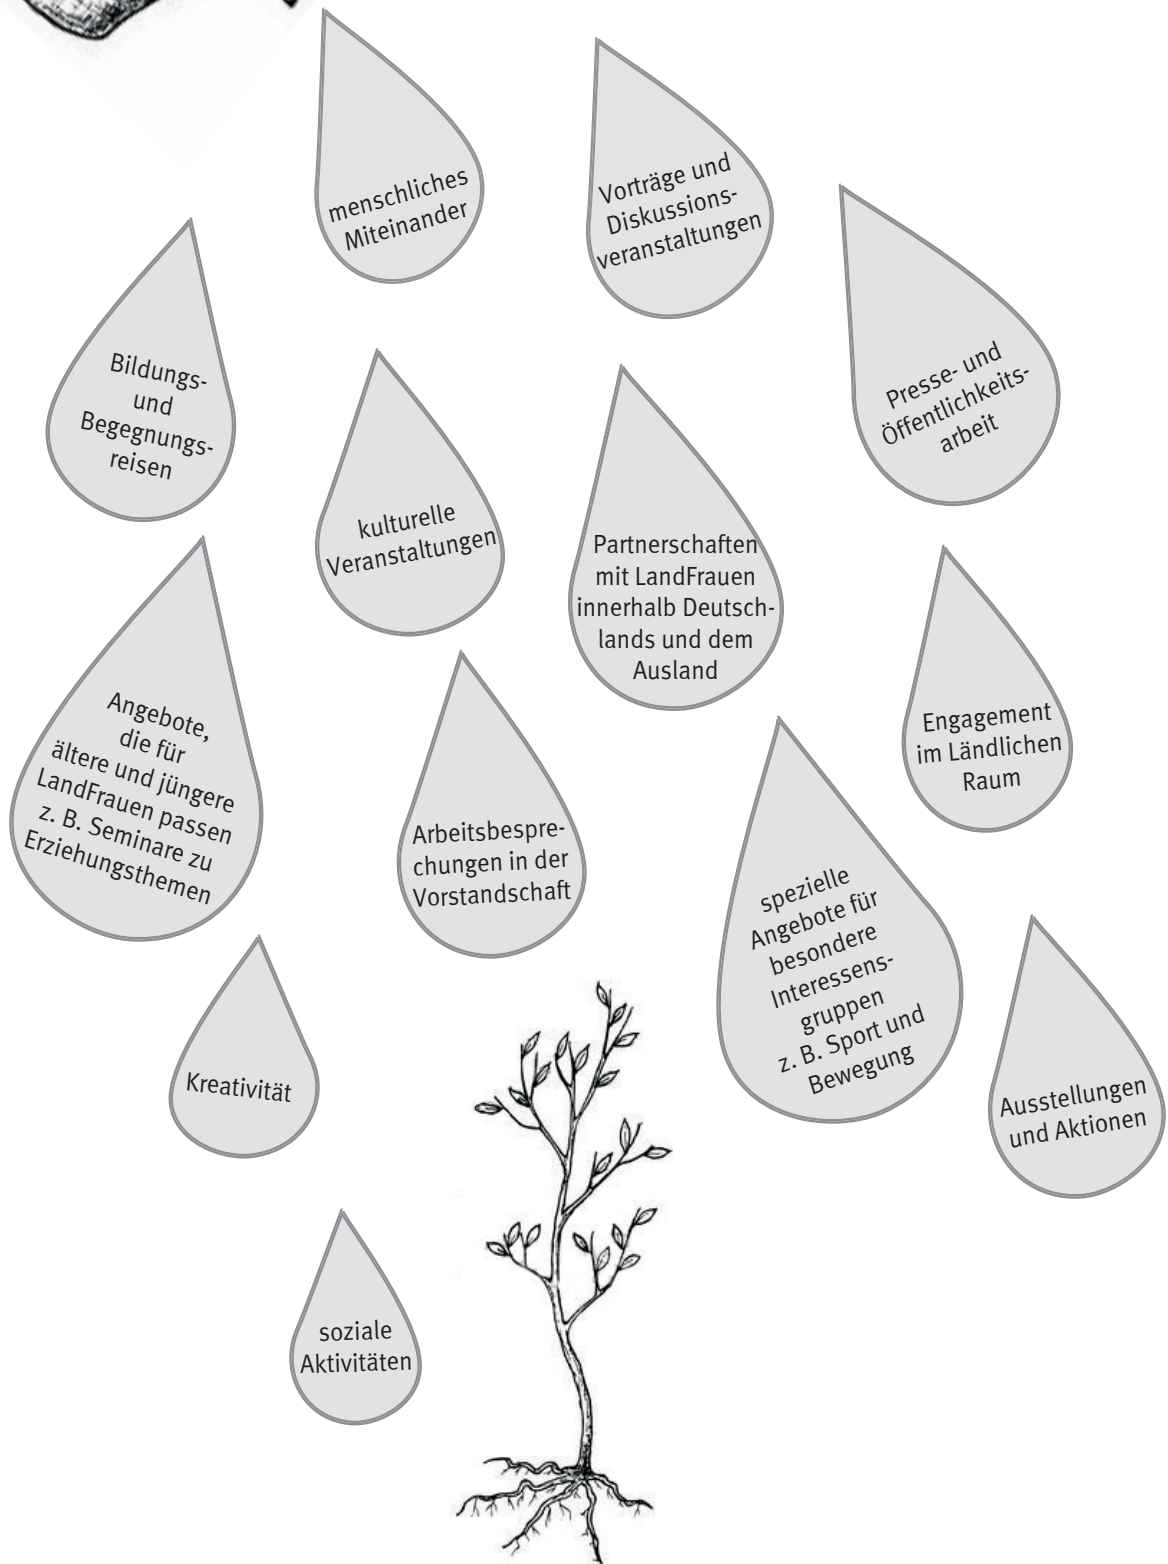 menschliches
Miteinander
Vorträge und
Diskussions-
veranstaltungen
Presse- und
Öffentlichkeits-
arbeit
Bildungs-
und
Begegnungs-
reisen
kulturelle
Veranstaltungen
Partnerschaften
mit LandFrauen
innerhalb Deutsch-
lands und dem
Ausland
Engagement
im Ländlichen
Raum
Angebote,
die für
ältere und jüngere
LandFrauen passen
z. B. Seminare zu
Erziehungsthemen
Arbeitsbespre-
chungen in der
Vorstandschaft
spezielle
Angebote für
besondere
Interessens-
gruppen
z. B. Sport und
Bewegung
Ausstellungen
und Aktionen
Kreativität
soziale
Aktivitäten